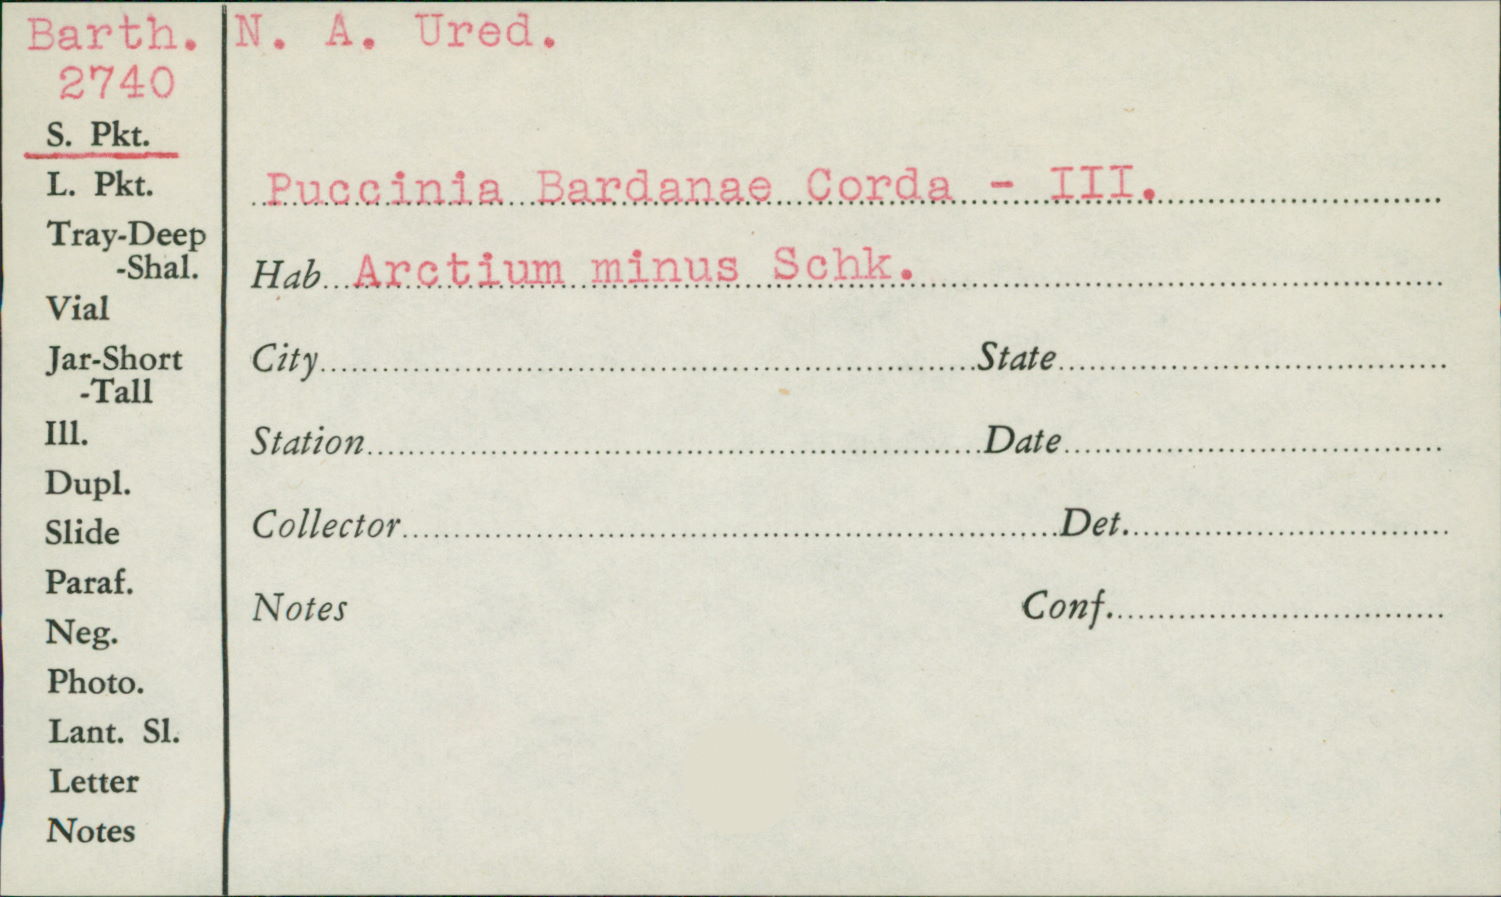 Barth. N. A. Ured.
2740
S. Pkt.
L. Pkt.
Tray-Deep
-Shal.
Vial
Jar-Short
-Tall
Ill.
Dupl.
Slide
Paraf.
Neg.
Photo.
Lant. Sl.
Letter
Notes
Puccinia Bardanae Corda - III.
Hab Arctium minus Schk.
City State
Station Date
Collector Det.
Notes Conf.